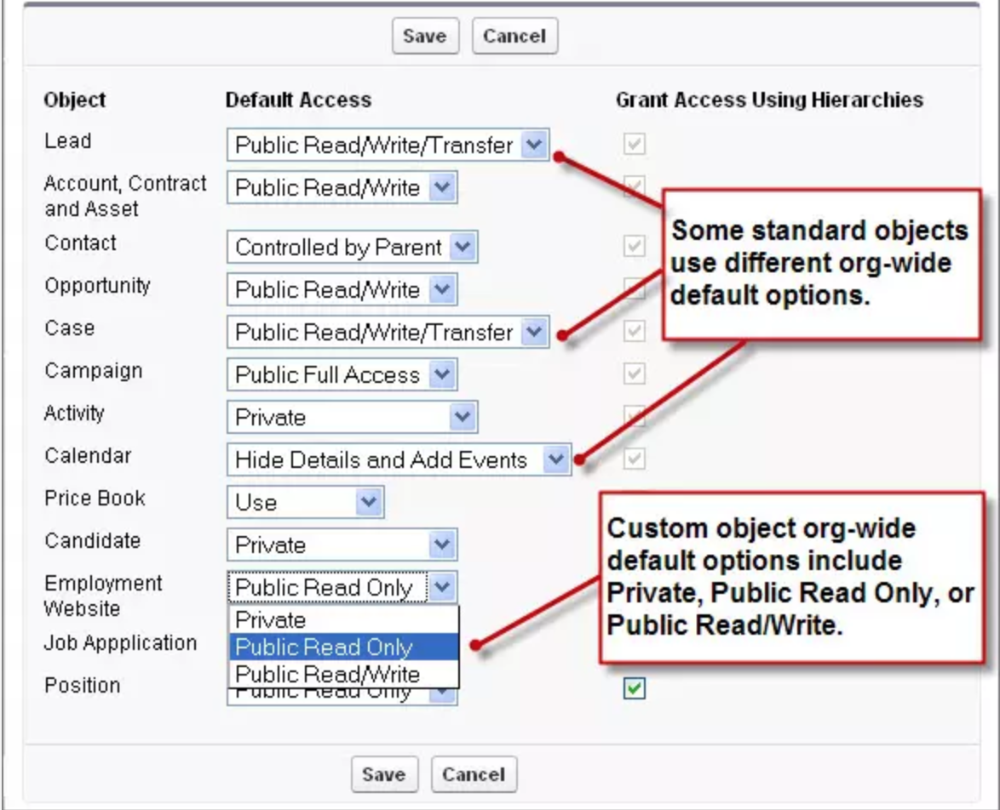 Save Cancel
Object Default Access Grant Access Using Hierarchies
Lead Public Read/Write/Transfer
Account, Contract
and Asset
Public Read/Write
Some standard objects
use different org-wide
default options.
Contact Controlled by Parent
Opportunity Public Read/Write
Case Public Read/Write/Transfer
Campaign Public Full Access
Activity Private
Calendar Hide Details and Add Events
Price Book Use
Candidate Private
Custom object org-wide
default options include
Private, Public Read Only, or
Public Read/Write.
Employment
Website
Public Read Only
Private
Public Read Only
Public Read/Write
Job Appplication
Position Public Read Only
Save Cancel